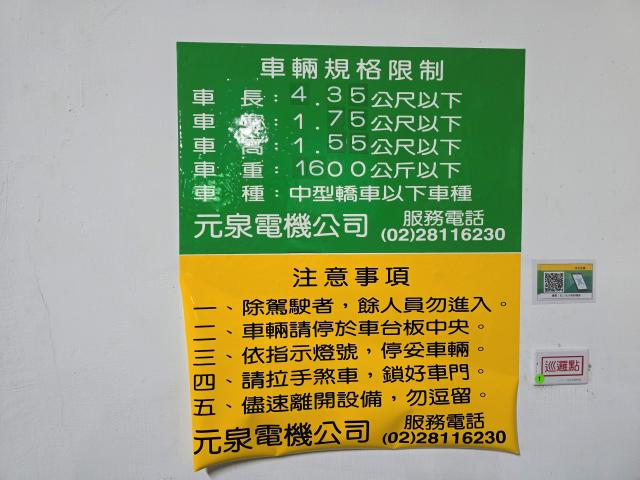 車輛規格限制
車 長：4.35公尺以下
車 寬：1.75公尺以下
車 高：1.55公尺以下
車 重：1600公斤以下
車 種：中型轎車以下車種
元泉電機公司 服務電話 (02)28116230
注意事項
一、除駕駛者，餘人員勿進入。
二、車輛請停於車台板中央。
三、依指示燈號，停妥車輛。
四、請拉手煞車，鎖好車門。
五、儘速離開設備，勿逗留。
元泉電機公司 服務電話 (02)28116230
巡邏點
1